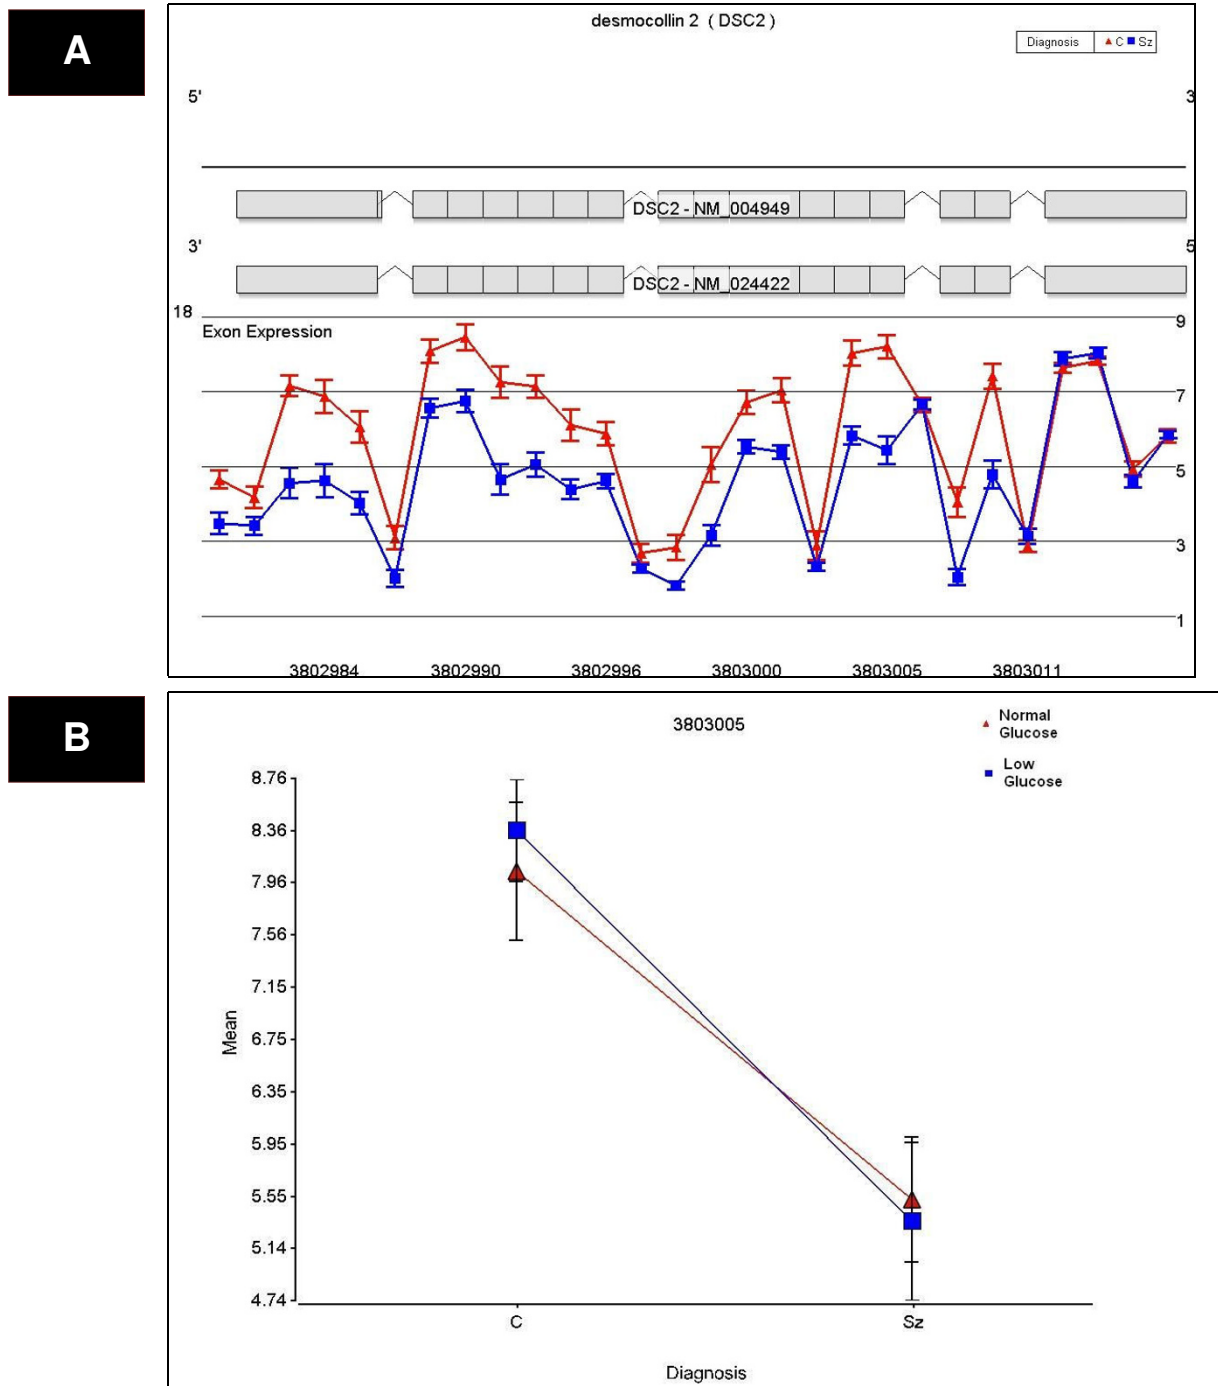 A
desmocollin 2 ( DSC2 )
Diagnosis C Sz
5' 3
DSC2 - NM_004949
3' 5
DSC2 - NM_024422
18 9
Exon Expression
7
5
3
1
3802984 3802990 3802996 3803000 3803005 3803011
B
3803005
Normal
Glucose
Low
Glucose
8.76
8.36
7.96
7.56
7.15
6.75
6.35
5.95
5.55
5.14
4.74
Mean
C Sz
Diagnosis